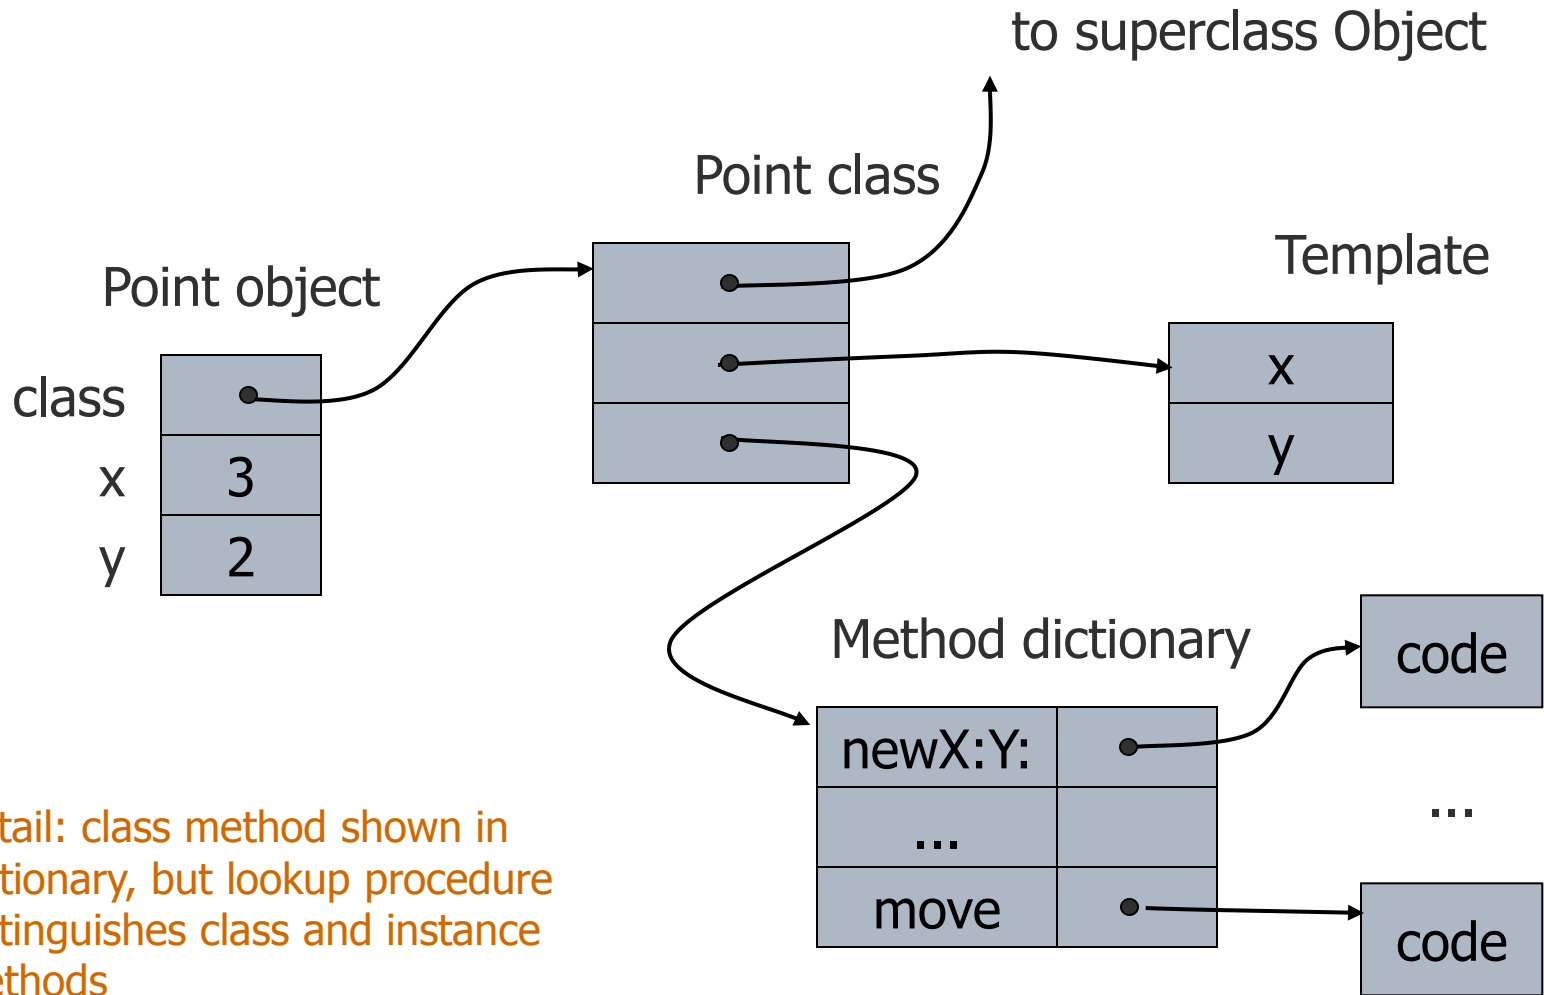 to superclass Object
Point class
Template
Point object
class
x
3
y
2
x
y
Method dictionary
newX:Y:
...
move
code
...
code
tail: class method shown in
tionary, but lookup procedure
tinguishes class and instance
ethods